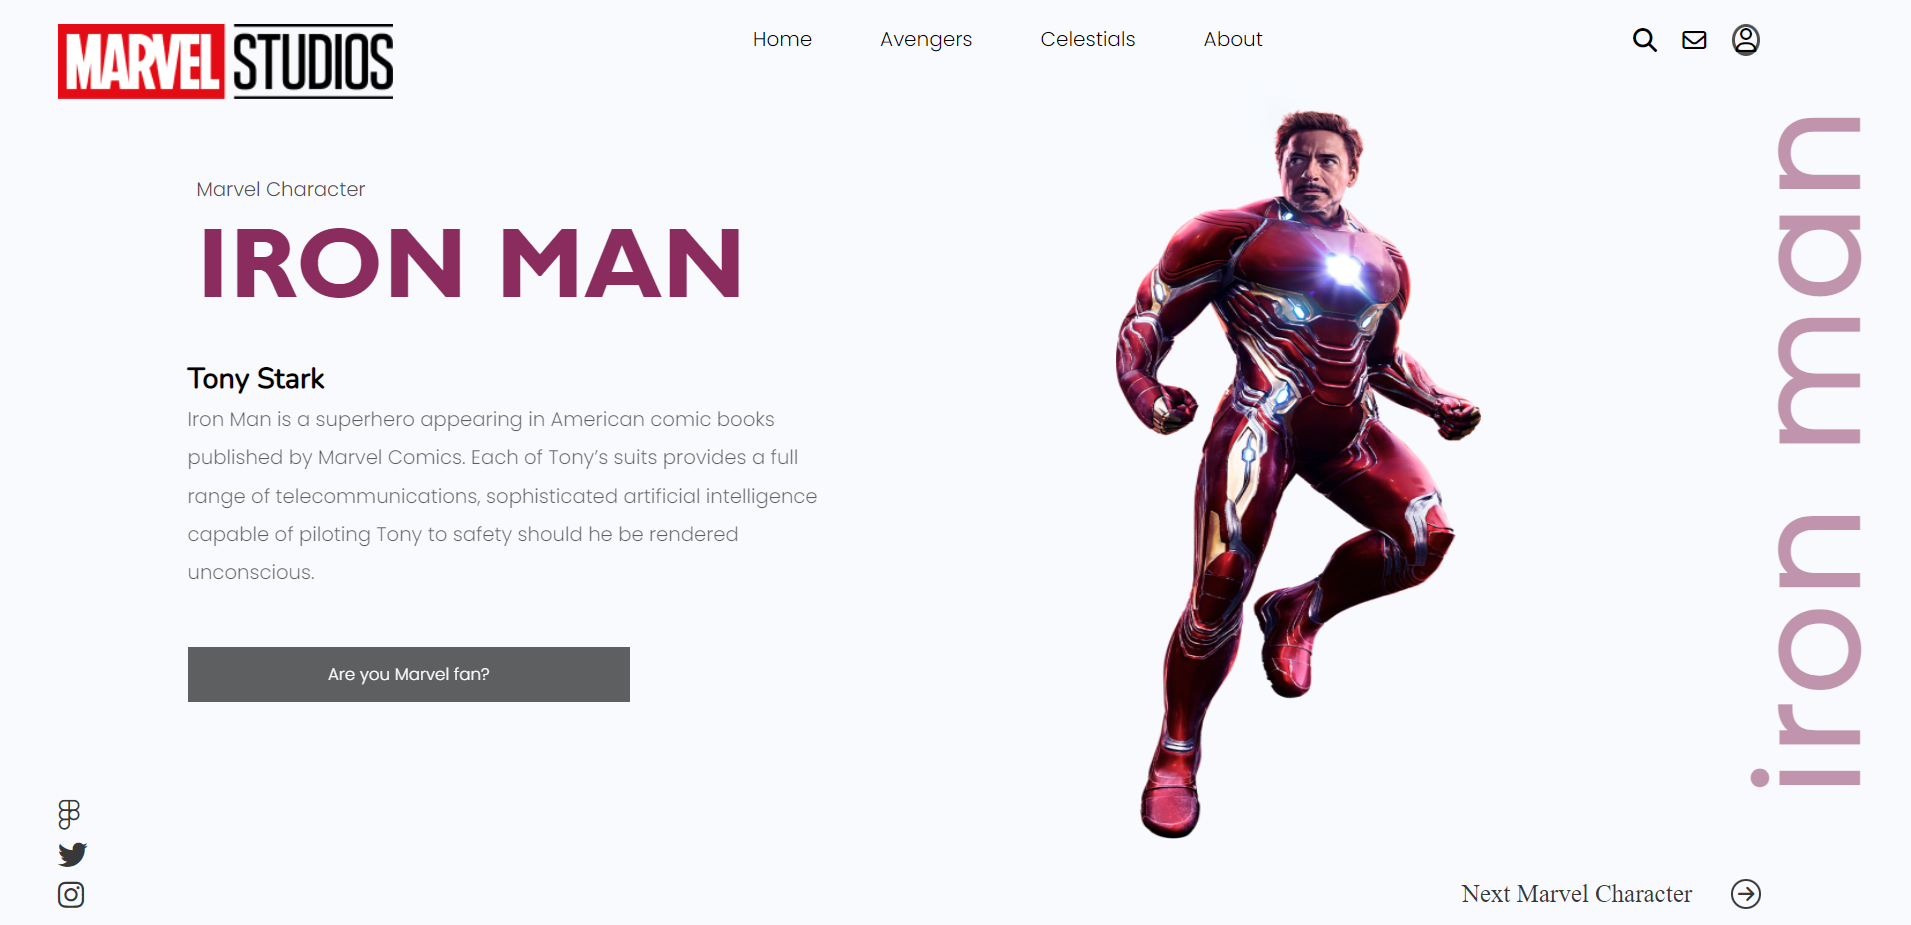 MARVEL STUDIOS
Home Avengers Celestials About
Marvel Character
IRON MAN
Tony Stark
Iron Man is a superhero appearing in American comic books
published by Marvel Comics. Each of Tony’s suits provides a full
range of telecommunications, sophisticated artificial intelligence
capable of piloting Tony to safety should he be rendered
unconscious.
Are you Marvel fan?
iron man
Next Marvel Character